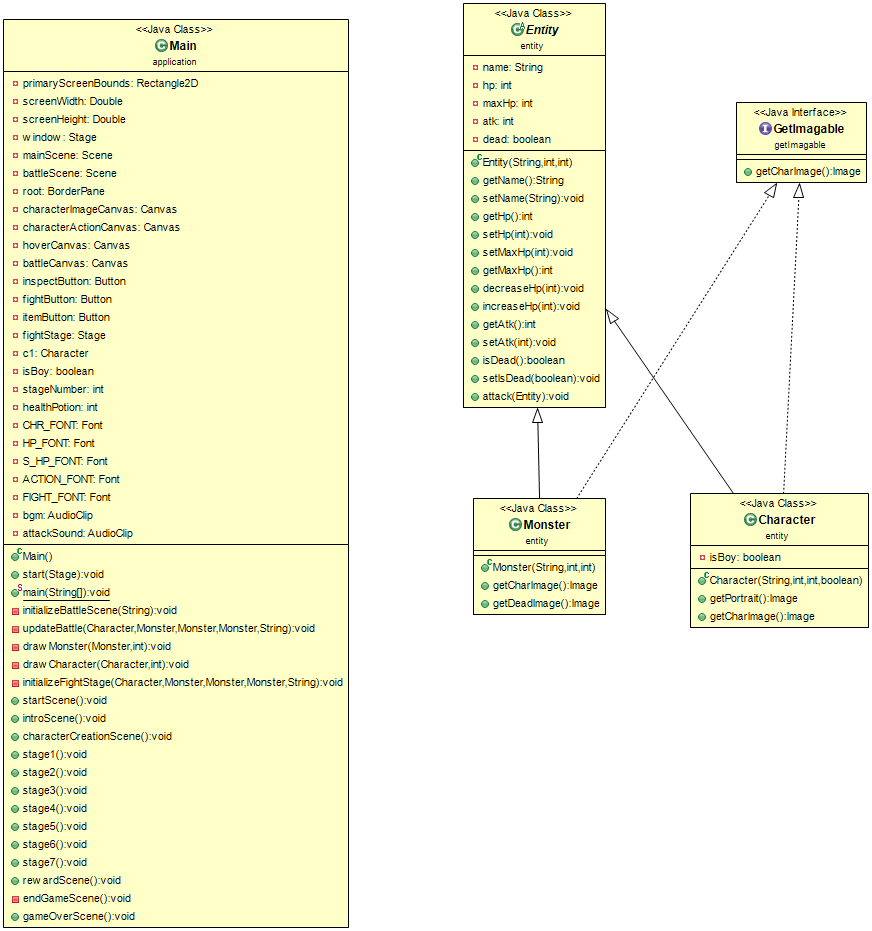 <<Java Class>>
Main
application
primaryScreenBounds: Rectangle2D
screenWidth: Double
screenHeight: Double
window: Stage
mainScene: Scene
battleScene: Scene
root: BorderPane
characterImageCanvas: Canvas
characterActionCanvas: Canvas
hoverCanvas: Canvas
battleCanvas: Canvas
inspectButton: Button
fightButton: Button
itemButton: Button
fightStage: Stage
c1: Character
isBoy: boolean
stageNumber: int
healthPotion: int
CHR_FONT: Font
HP_FONT: Font
S_HP_FONT: Font
ACTION_FONT: Font
FIGHT_FONT: Font
bgm: AudioClip
attackSound: AudioClip
Main()
start(Stage):void
main(String[]):void
initializeBattleScene(String):void
updateBattle(Character,Monster,Monster,Monster,String):void
drawMonster(Monster,int):void
drawCharacter(Character,int):void
initializeFightStage(Character,Monster,Monster,Monster,String):void
startScene():void
introScene():void
characterCreationScene():void
stage1():void
stage2():void
stage3():void
stage4():void
stage5():void
stage6():void
stage7():void
rewardScene():void
endGameScene():void
gameOverScene():void
<<Java Class>>
Entity
entity
name: String
hp: int
maxHp: int
atk: int
dead: boolean
Entity(String,int,int)
getName():String
setName(String):void
getHp():int
setHp(int):void
setMaxHp(int):void
getMaxHp():int
decreaseHp(int):void
increaseHp(int):void
getAtk():int
setAtk(int):void
isDead():boolean
setIsDead(boolean):void
attack(Entity):void
<<Java Interface>>
GetImagable
getImagable
getCharImage():Image
<<Java Class>>
Monster
entity
Monster(String,int,int)
getCharImage():Image
getDeadImage():Image
<<Java Class>>
Character
entity
isBoy: boolean
Character(String,int,int,boolean)
getPortrait():Image
getCharImage():Image